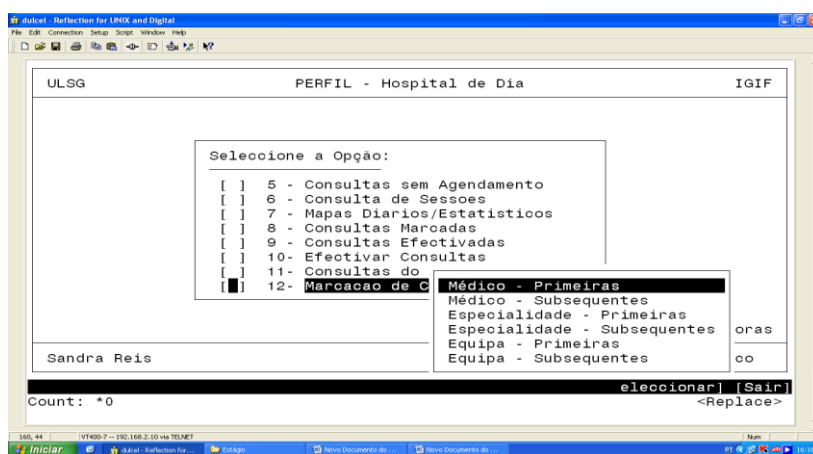 dulcel - Reflection for UNIX and Digital
File Edit Connection Setup Script Window Help
ULSG PERFIL - Hospital de Dia IGIF
Seleccione a Opção:
[ ] 5 - Consultas sem Agendamento
[ ] 6 - Consulta de Sessoes
[ ] 7 - Mapas Diarios/Estatisticos
[ ] 8 - Consultas Marcadas
[ ] 9 - Consultas Efectivadas
[ ] 10- Efectivar Consultas
[ ] 11- Consultas do
[ ] 12- Marcacao de C
Médico - Primeiras
Médico - Subsequentes
Especialidade - Primeiras
Especialidade - Subsequentes oras
Equipa - Primeiras
Sandra Reis Equipa - Subsequentes co
eleccionar] [Sair]
Count: *0 <Replace>
160, 44 VT400-7 -- 192.168.2.10 via TELNET Num
Iniciar dulcel - Reflection for... Estágio Novo Documento do ... Novo Documento do ... PT 16:16